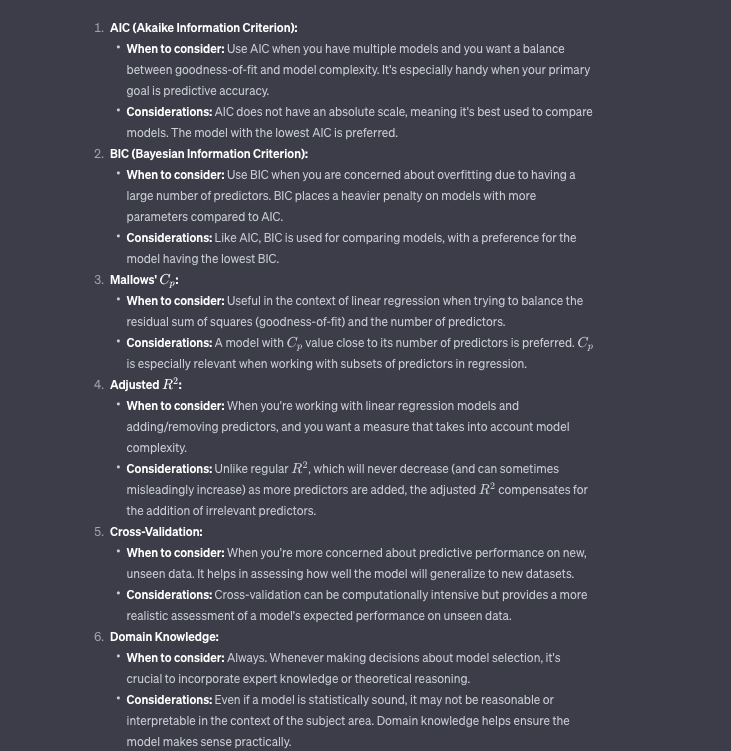 1. AIC (Akaike Information Criterion):
• When to consider: Use AIC when you have multiple models and you want a balance
between goodness-of-fit and model complexity. It's especially handy when your primary
goal is predictive accuracy.
• Considerations: AIC does not have an absolute scale, meaning it's best used to compare
models. The model with the lowest AIC is preferred.
2. BIC (Bayesian Information Criterion):
• When to consider: Use BIC when you are concerned about overfitting due to having a
large number of predictors. BIC places a heavier penalty on models with more
parameters compared to AIC.
• Considerations: Like AIC, BIC is used for comparing models, with a preference for the
model having the lowest BIC.
3. Mallows' Cₚ:
• When to consider: Useful in the context of linear regression when trying to balance the
residual sum of squares (goodness-of-fit) and the number of predictors.
• Considerations: A model with Cₚ value close to its number of predictors is preferred. Cₚ
is especially relevant when working with subsets of predictors in regression.
4. Adjusted R²:
• When to consider: When you're working with linear regression models and
adding/removing predictors, and you want a measure that takes into account model
complexity.
• Considerations: Unlike regular R², which will never decrease (and can sometimes
misleadingly increase) as more predictors are added, the adjusted R² compensates for
the addition of irrelevant predictors.
5. Cross-Validation:
• When to consider: When you're more concerned about predictive performance on new,
unseen data. It helps in assessing how well the model will generalize to new datasets.
• Considerations: Cross-validation can be computationally intensive but provides a more
realistic assessment of a model's expected performance on unseen data.
6. Domain Knowledge:
• When to consider: Always. Whenever making decisions about model selection, it's
crucial to incorporate expert knowledge or theoretical reasoning.
• Considerations: Even if a model is statistically sound, it may not be reasonable or
interpretable in the context of the subject area. Domain knowledge helps ensure the
model makes sense practically.